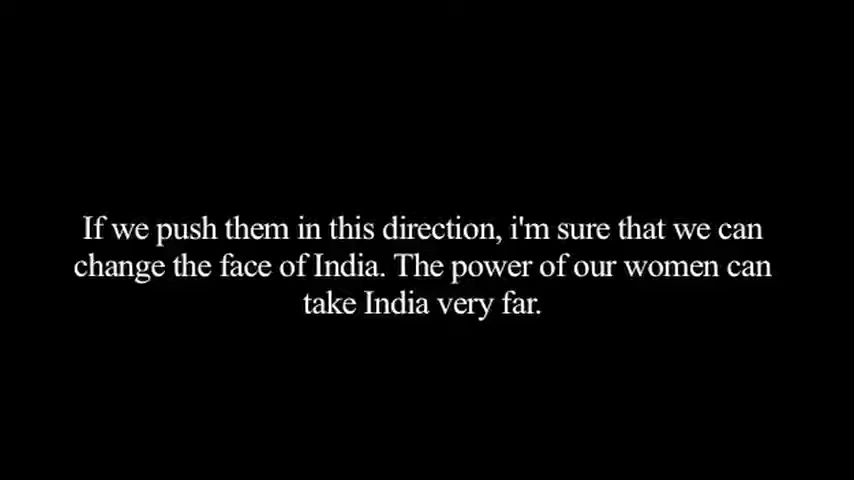 If we push them in this direction, i'm sure that we can
change the face of India. The power of our women can
take India very far.